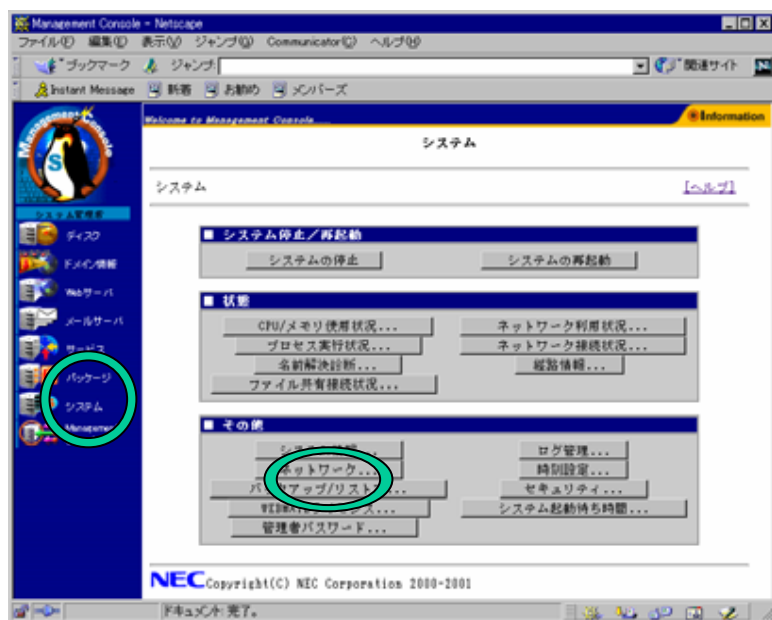 Management Console - Netscape
ファイル(F) 編集(E) 表示(V) ジャンプ(G) Communicator(C) ヘルプ(H)
ブックマーク ジャンプ: 関連サイト
Instant Message 新着 お勧め メンバーズ
Management Console
Welcome to Management Console.....
Information
システム
システム [ヘルプ]
システム管理者
ディスク
ドメイン情報
Webサーバ
メールサーバ
サービス
パッケージ
システム
■ システム停止/再起動
システムの停止 システムの再起動
■ 状態
CPU/メモリ使用状況... ネットワーク利用状況...
プロセス実行状況... ネットワーク接続状況...
名前解決診断... 経路情報...
ファイル共有接続状況...
■ その他
ログ管理...
ネットワーク... 時刻設定...
セキュリティ...
システム起動待ち時間...
管理者パスワード...
NEC Copyright(C) NEC Corporation 2000-2001
ドキュメント: 完了。